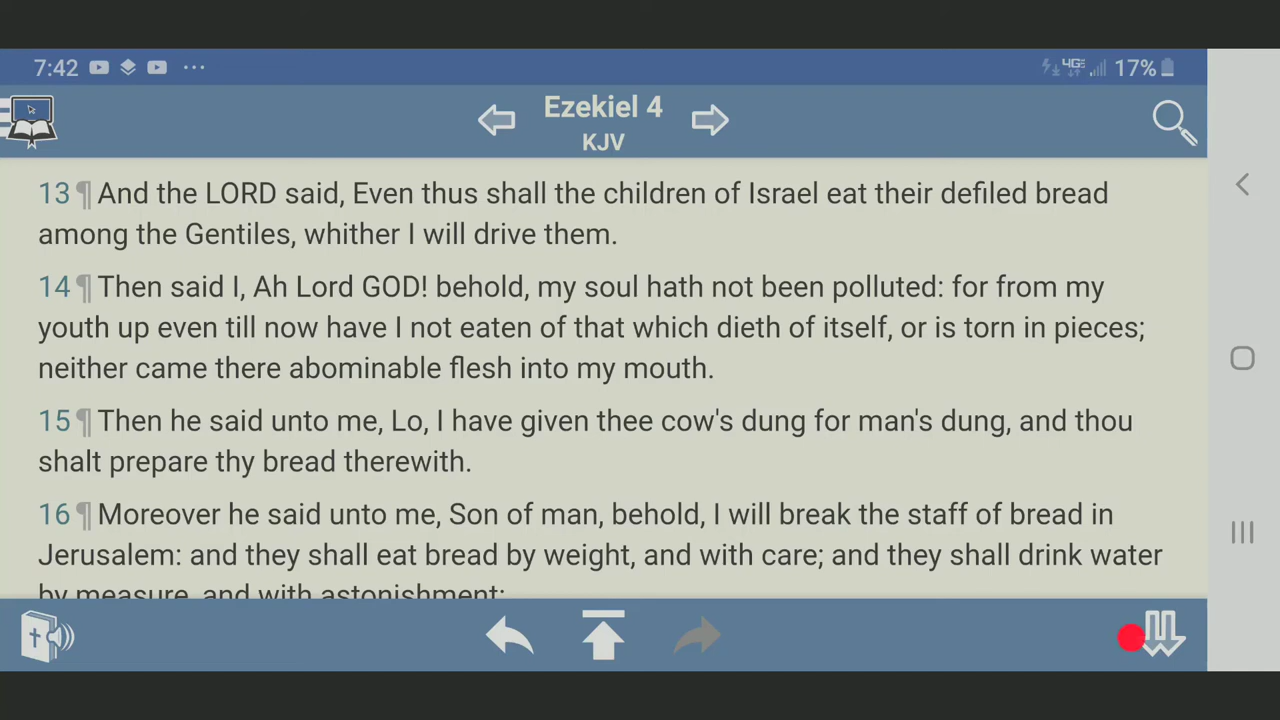 7:42 ... 4GE 17%
Ezekiel 4
KJV
13 ¶ And the LORD said, Even thus shall the children of Israel eat their defiled bread
among the Gentiles, whither I will drive them.
14 ¶ Then said I, Ah Lord GOD! behold, my soul hath not been polluted: for from my
youth up even till now have I not eaten of that which dieth of itself, or is torn in pieces;
neither came there abominable flesh into my mouth.
15 ¶ Then he said unto me, Lo, I have given thee cow's dung for man's dung, and thou
shalt prepare thy bread therewith.
16 ¶ Moreover he said unto me, Son of man, behold, I will break the staff of bread in
Jerusalem: and they shall eat bread by weight, and with care; and they shall drink water
by measure, and with astonishment: